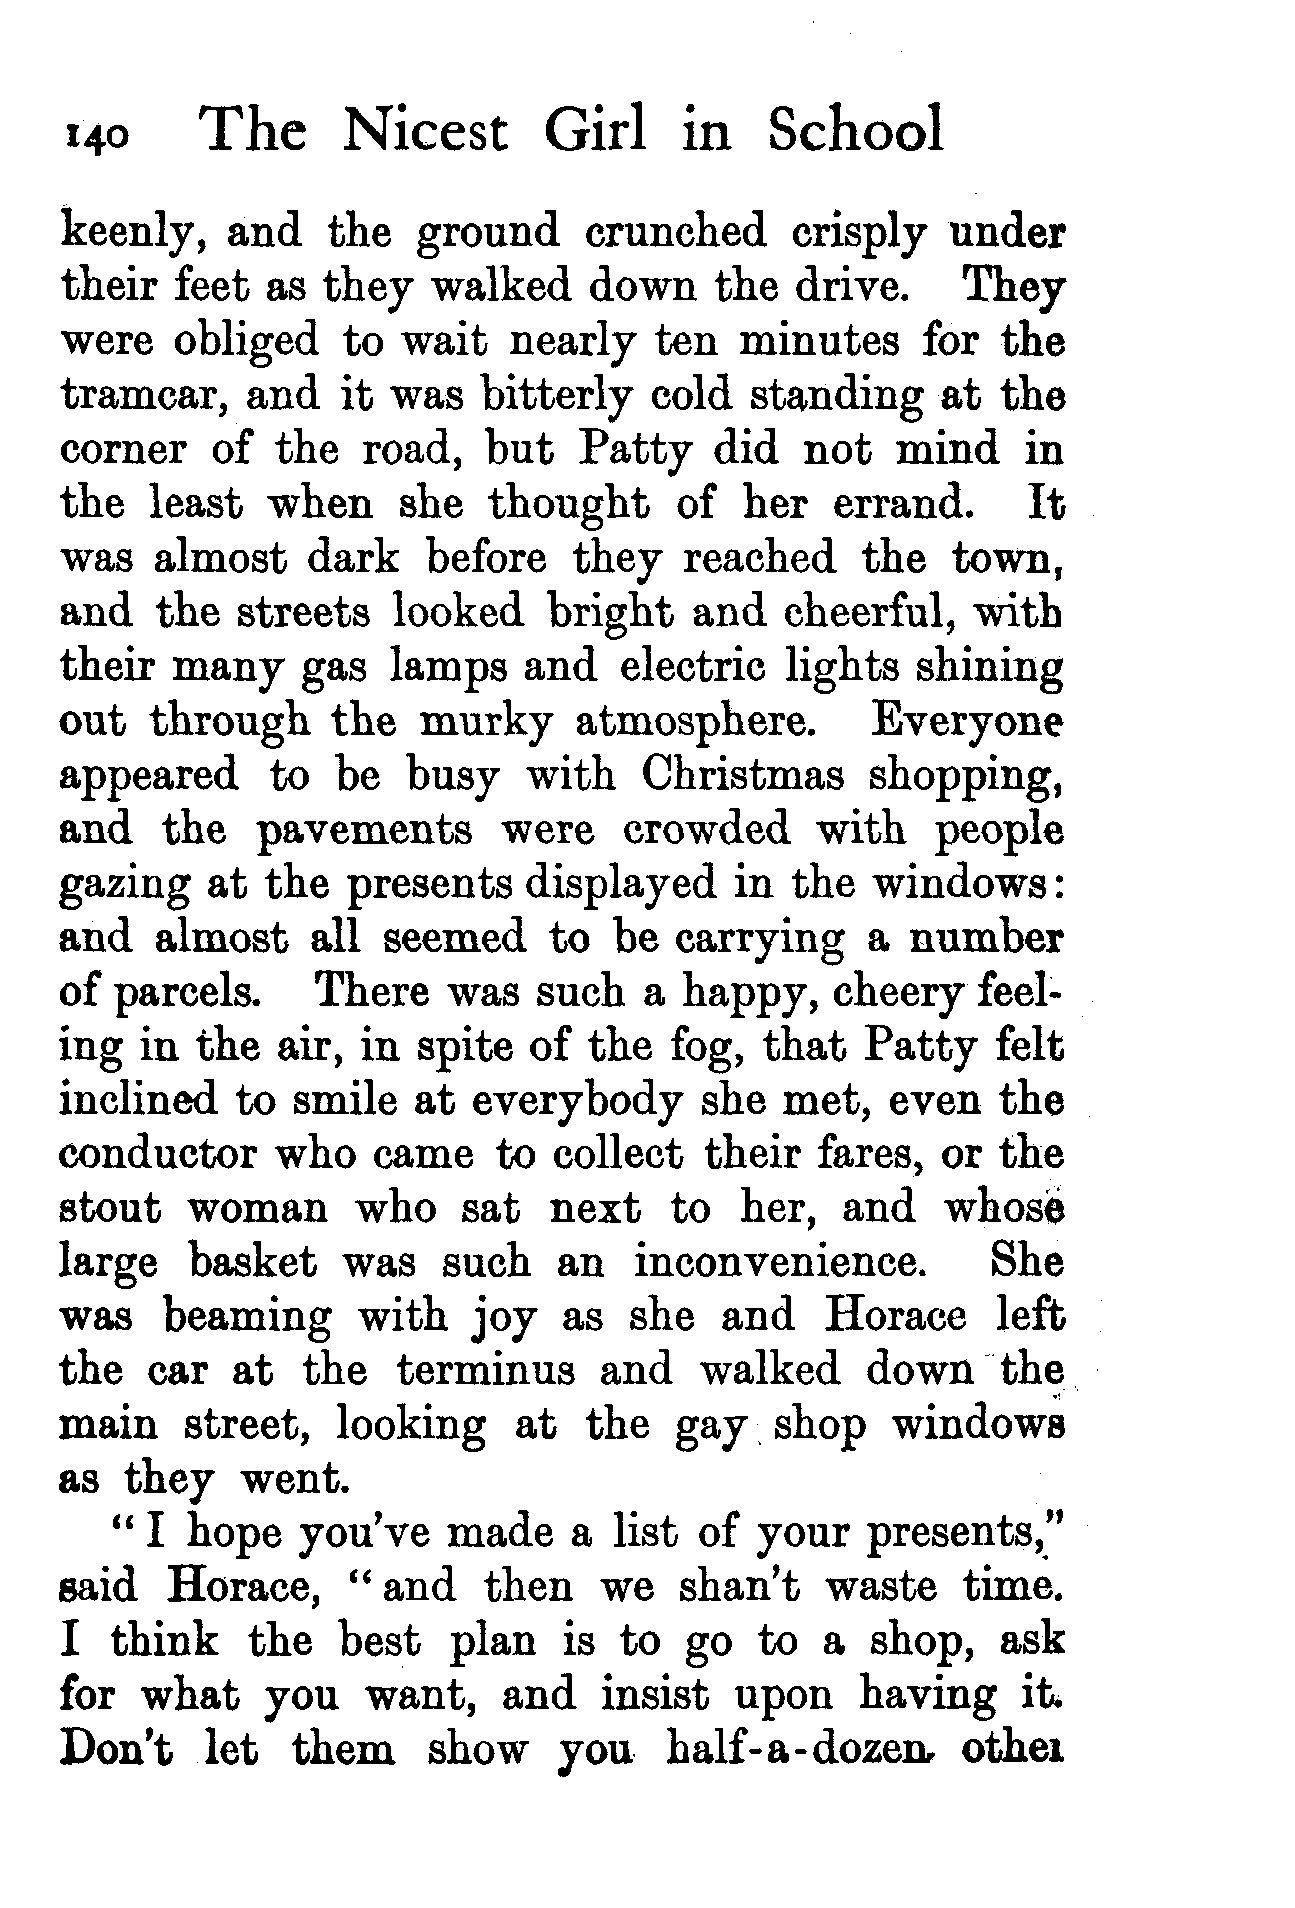 140 The Nicest Girl in School
keenly, and the ground crunched crisply under
their feet as they walked down the drive. They
were obliged to wait nearly ten minutes for the
tramcar, and it was bitterly cold standing at the
corner of the road, but Patty did not mind in
the least when she thought of her errand. It
was almost dark before they reached the town,
and the streets looked bright and cheerful, with
their many gas lamps and electric lights shining
out through the murky atmosphere. Everyone
appeared to be busy with Christmas shopping,
and the pavements were crowded with people
gazing at the presents displayed in the windows:
and almost all seemed to be carrying a number
of parcels. There was such a happy, cheery feel-
ing in the air, in spite of the fog, that Patty felt
inclined to smile at everybody she met, even the
conductor who came to collect their fares, or the
stout woman who sat next to her, and whose
large basket was such an inconvenience. She
was beaming with joy as she and Horace left
the car at the terminus and walked down the
main street, looking at the gay shop windows
as they went.
"I hope you've made a list of your presents,"
said Horace, "and then we shan't waste time.
I think the best plan is to go to a shop, ask
for what you want, and insist upon having it.
Don't let them show you half-a-dozen other